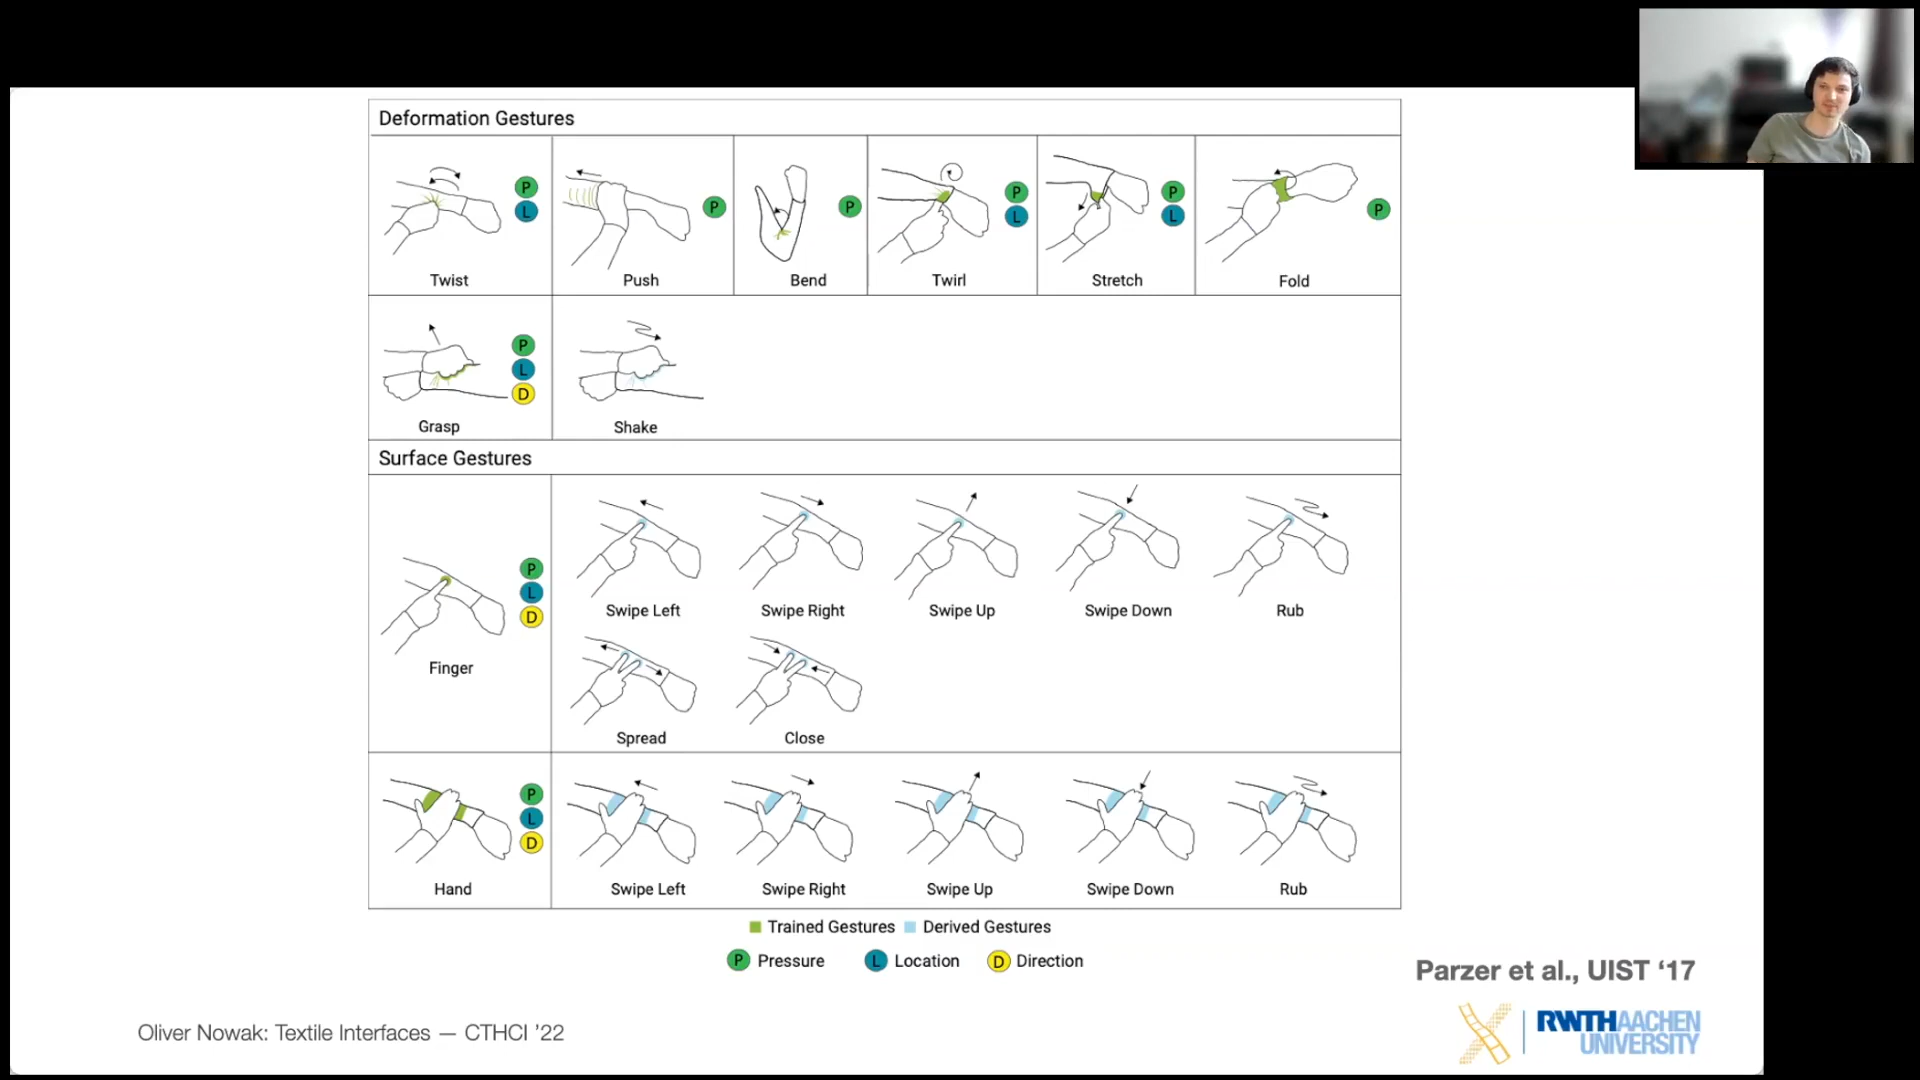 Deformation Gestures
P L P P P L P L P
Twist Push Bend Twirl Stretch Fold
P L D
Grasp Shake
Surface Gestures
Swipe Left Swipe Right Swipe Up Swipe Down Rub
P L D
Finger
Spread Close
P L D
Hand Swipe Left Swipe Right Swipe Up Swipe Down Rub
Trained Gestures Derived Gestures
P Pressure L Location D Direction
Parzer et al., UIST ‘17
Oliver Nowak: Textile Interfaces — CTHCI ’22
RWTHAACHEN
UNIVERSITY